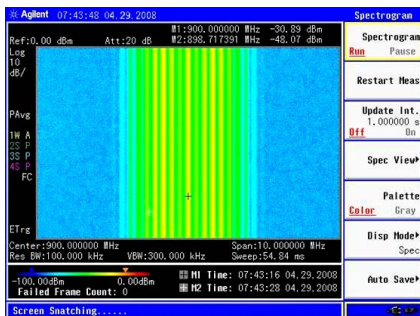 Agilent 07:43:48 04.29.2008 Spectrogram
M1:900.000000 MHz -30.89 dBm
Ref:0.00 dBm Att:20 dB M2:898.717391 MHz -48.07 dBm
Log
10
dB/
PAvg
1W A
2S P
3S P
4S P
FC
ETrg
Center:900.000000 MHz Span:10.000000 MHz
Res BW:100.000 kHz VBW:300.000 kHz Sweep:54.84 ms
-100.00dBm 0.00dBm
Failed Frame Count: 0
M1 Time: 07:43:16 04.29.2008
M2 Time: 07:43:28 04.29.2008
Screen Snatching......
Spectrogram
Run Pause
Restart Meas
Update Int.
1.000000 s
Off On
Spec View
Palette
Color Gray
Disp Mode
Spec
Auto Save